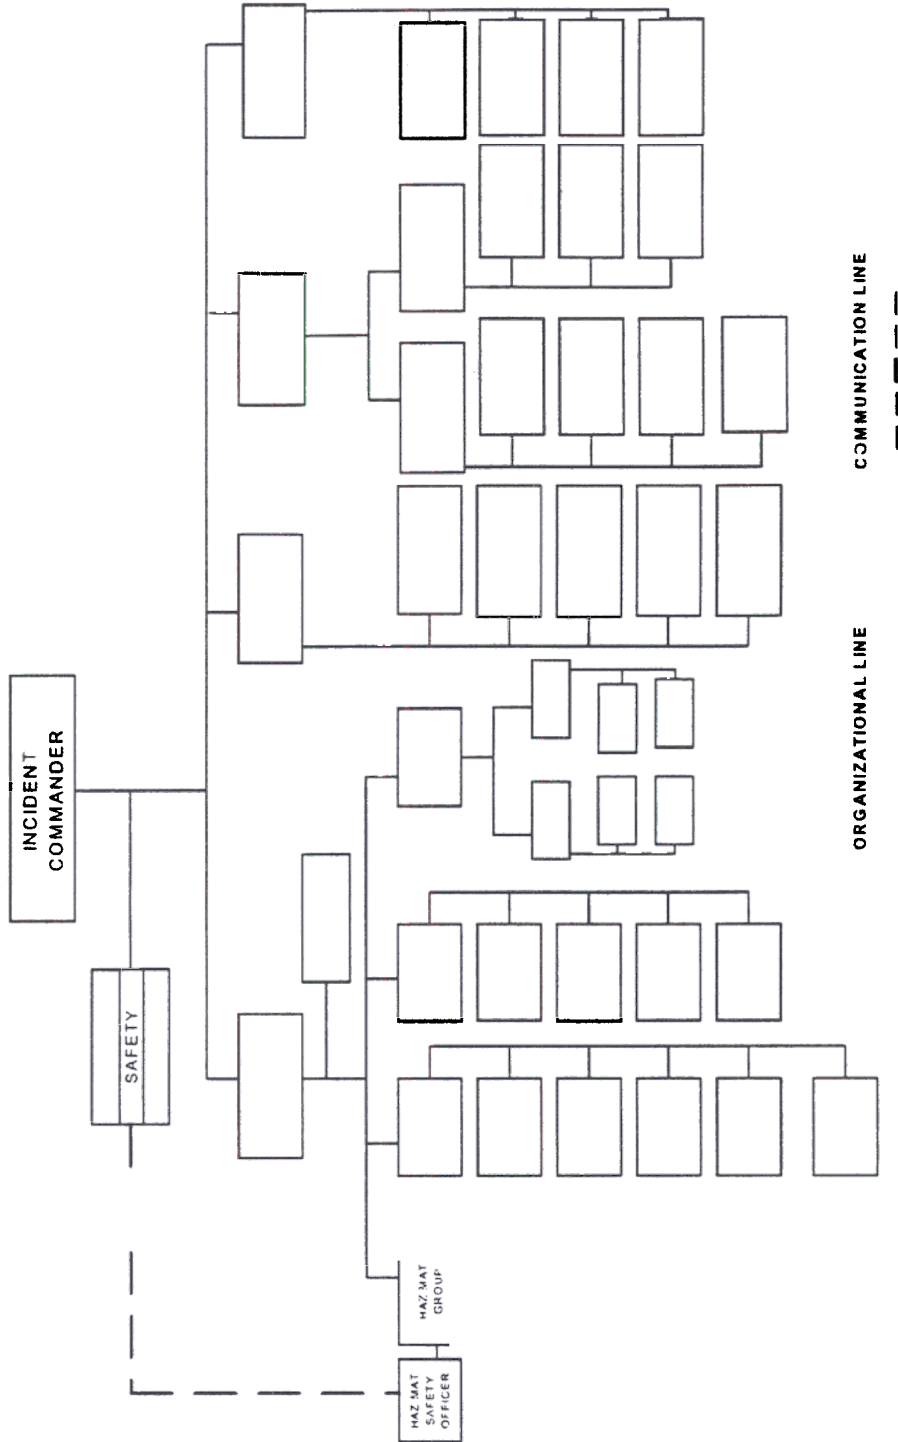 INCIDENT
COMMANDER
SAFETY
HAZ MAT
GROUP
HAZ MAT
SAFETY
OFFICER
ORGANIZATIONAL LINE
COMMUNICATION LINE